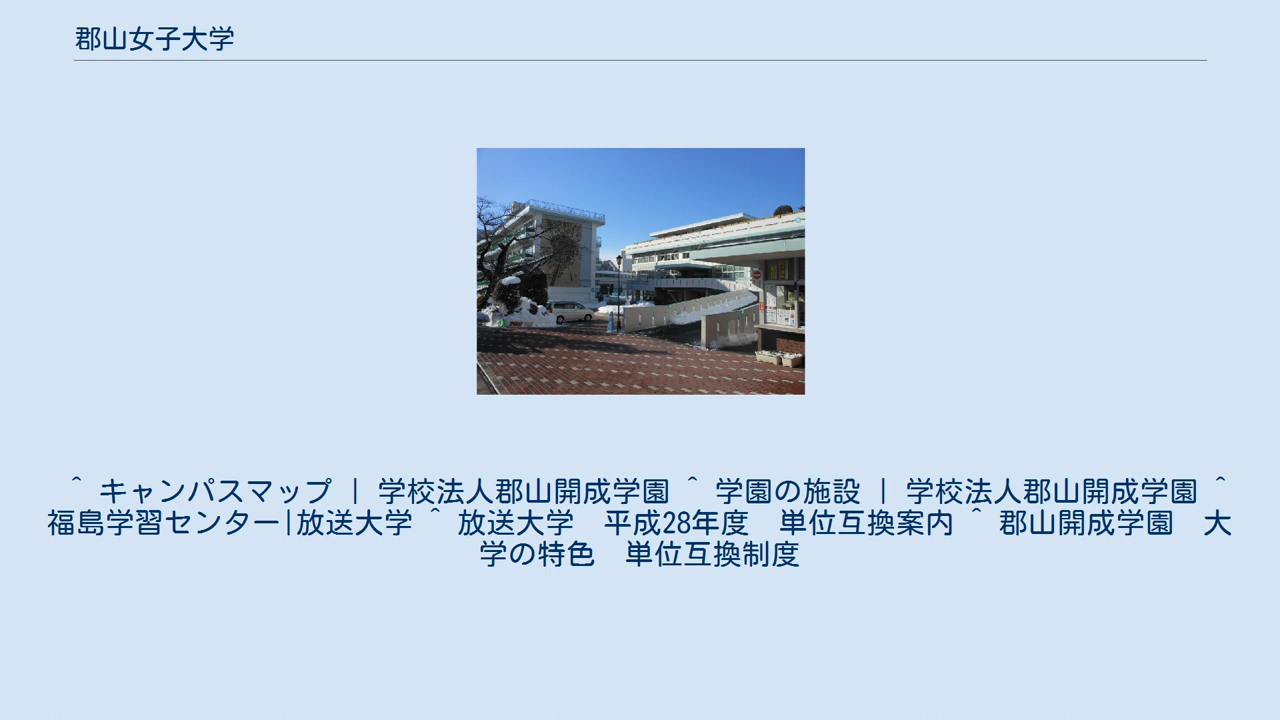 郡山女子大学
^ キャンパスマップ | 学校法人郡山開成学園 ^ 学園の施設 | 学校法人郡山開成学園 ^
福島学習センター|放送大学 ^ 放送大学　平成28年度　単位互換案内 ^ 郡山開成学園　大
学の特色　単位互換制度